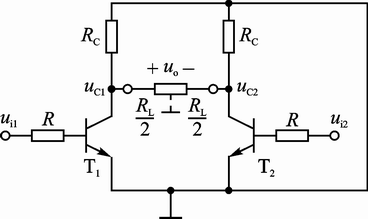 R_C R_C
+ u_o −
u_C1 u_C2
u_i1 R R_L/2 R_L/2 R u_i2
T_1 T_2